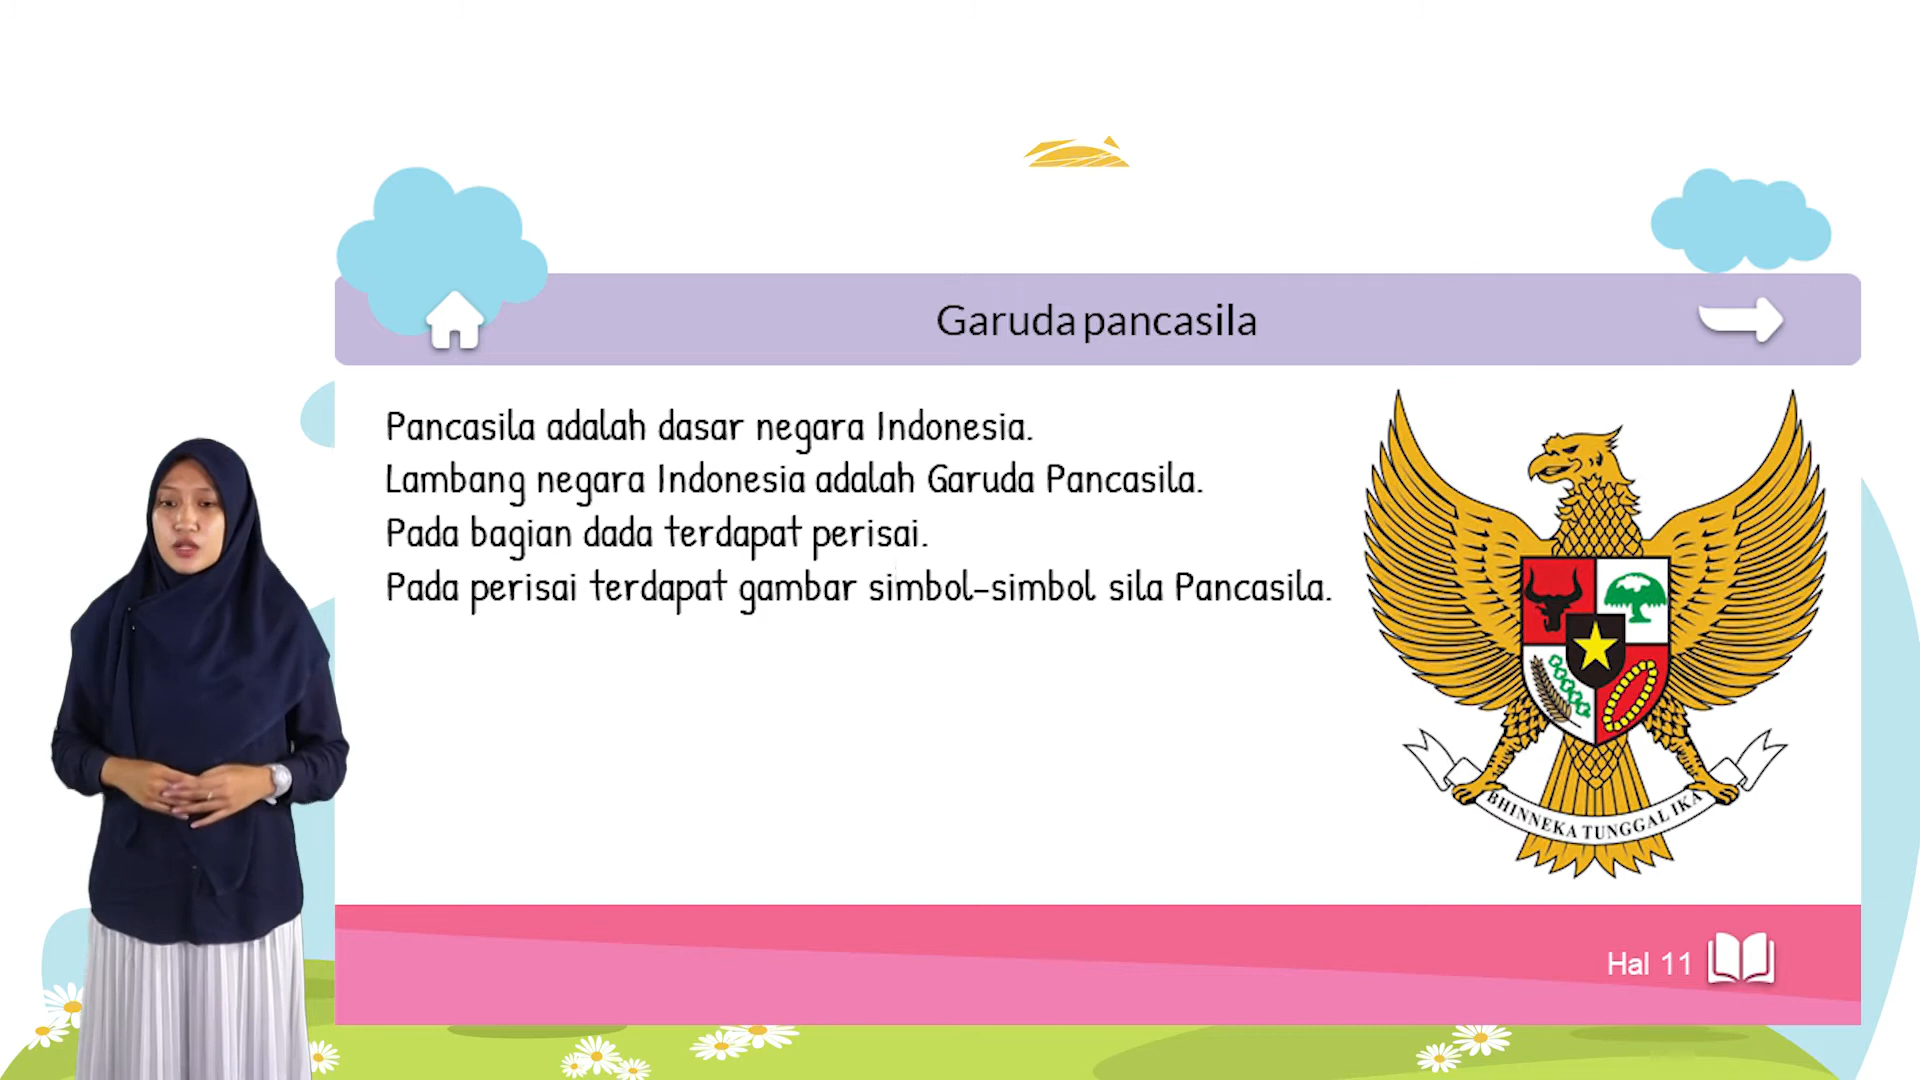 Garuda pancasila
Pancasila adalah dasar negara Indonesia.
Lambang negara Indonesia adalah Garuda Pancasila.
Pada bagian dada terdapat perisai.
Pada perisai terdapat gambar simbol-simbol sila Pancasila.
BHINNEKA TUNGGAL IKA
Hal 11